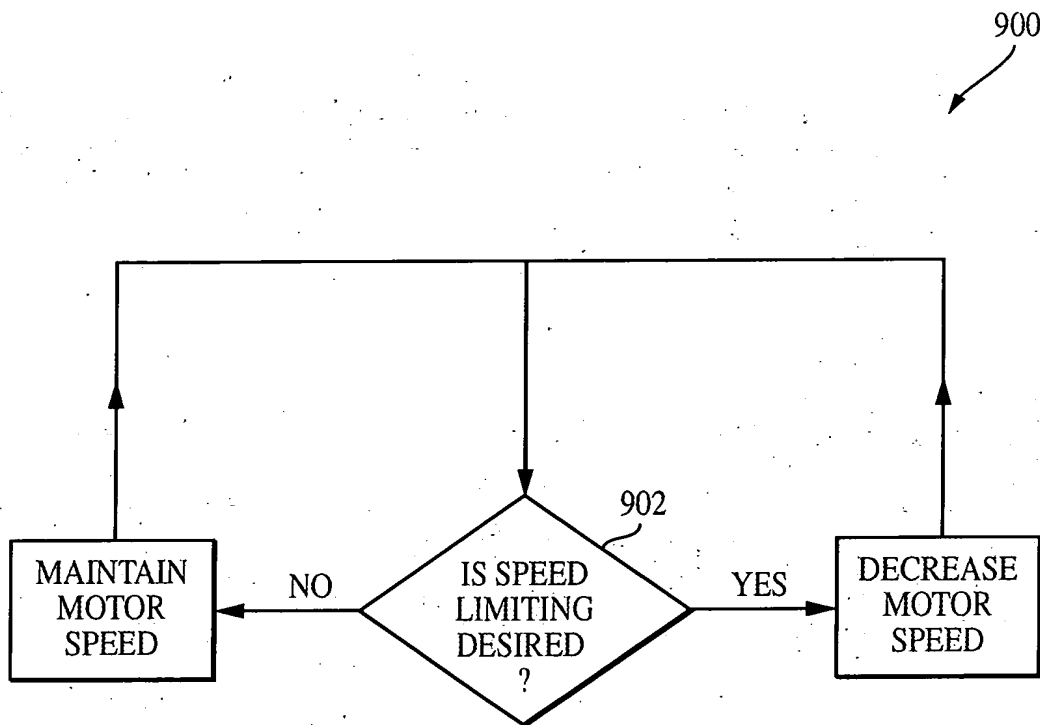 900
902
MAINTAIN
MOTOR
SPEED
NO
IS SPEED
LIMITING
DESIRED
?
YES
DECREASE
MOTOR
SPEED